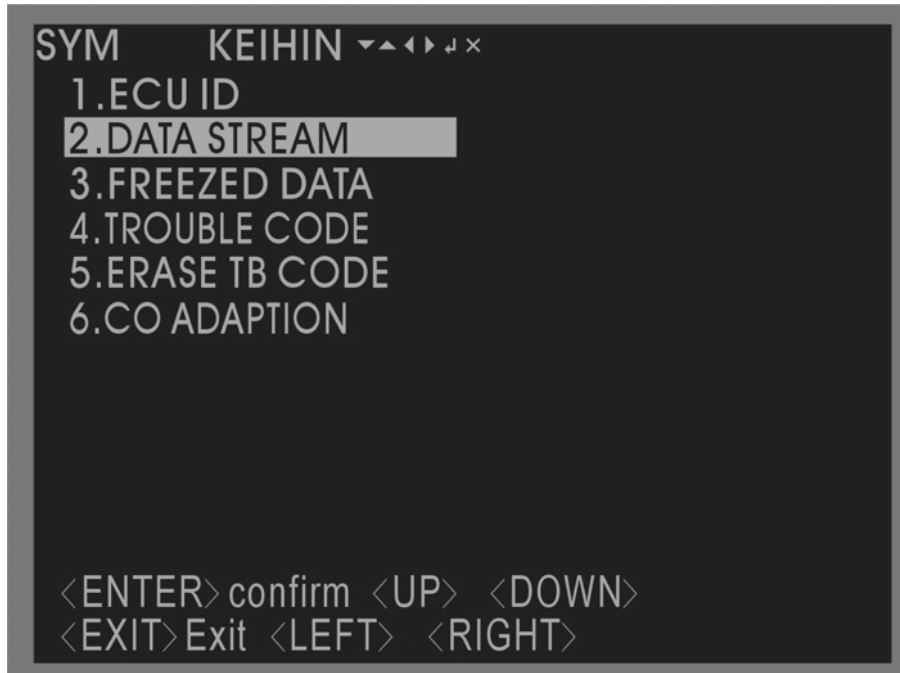 SYM KEIHIN ▼▲◀▶↲×
1.ECU ID
2.DATA STREAM
3.FREEZED DATA
4.TROUBLE CODE
5.ERASE TB CODE
6.CO ADAPTION
<ENTER> confirm <UP> <DOWN>
<EXIT> Exit <LEFT> <RIGHT>